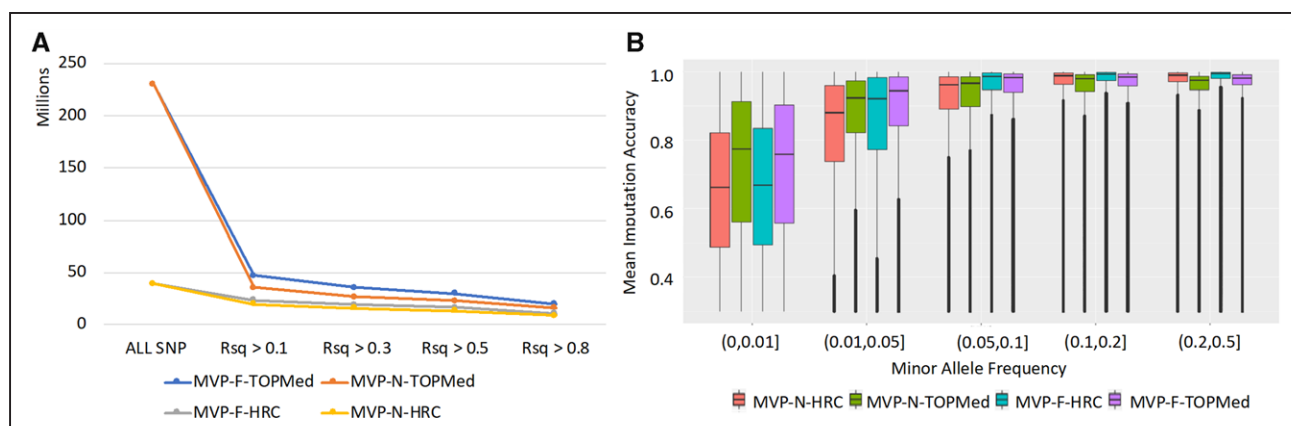 A
Millions
250
200
150
100
50
0
ALL SNP Rsq > 0.1 Rsq > 0.3 Rsq > 0.5 Rsq > 0.8
MVP-F-TOPMed MVP-N-TOPMed
MVP-F-HRC MVP-N-HRC
B
Mean Imbutation Accuracy
1.0
0.8
0.6
0.4
(0,0.01] (0.01,0.05] (0.05,0.1] (0.1,0.2] (0.2,0.5]
Minor Allele Frequency
MVP-N-HRC MVP-N-TOPMed MVP-F-HRC MVP-F-TOPMed